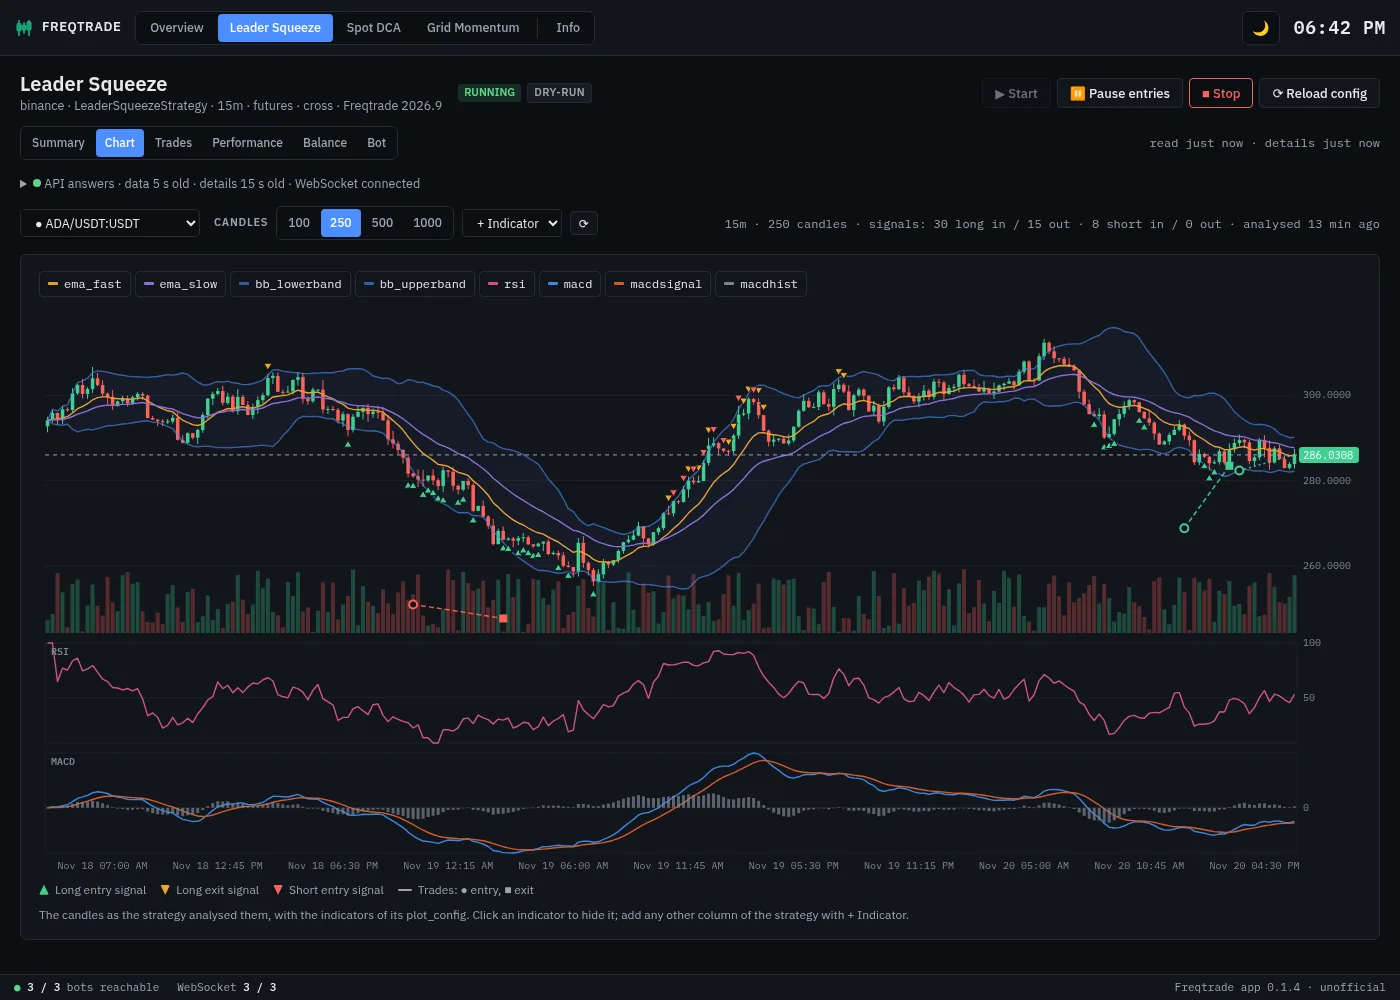 FREQTRADE Overview Leader Squeeze Spot DCA Grid Momentum Info 06:42 PM
Leader Squeeze
binance · LeaderSqueezeStrategy · 15m · futures · cross · Freqtrade 2026.9 RUNNING DRY-RUN
▶ Start Pause entries ■ Stop ⟳ Reload config
Summary Chart Trades Performance Balance Bot read just now · details just now
▶ ● API answers · data 5 s old · details 15 s old · WebSocket connected
● ADA/USDT:USDT CANDLES 100 250 500 1000 + Indicator ⟳ 15m · 250 candles · signals: 30 long in / 15 out · 8 short in / 0 out · analysed 13 min ago
ema_fast ema_slow bb_lowerband bb_upperband rsi macd macdsignal macdhist
300.0000
286.0308
280.0000
260.0000
RSI 100
50
MACD
0
Nov 18 07:00 AM Nov 18 12:45 PM Nov 18 06:30 PM Nov 19 12:15 AM Nov 19 06:00 AM Nov 19 11:45 AM Nov 19 05:30 PM Nov 19 11:15 PM Nov 20 05:00 AM Nov 20 10:45 AM Nov 20 04:30 PM
▲ Long entry signal ▼ Long exit signal ▼ Short entry signal — Trades: ● entry, ■ exit
The candles as the strategy analysed them, with the indicators of its plot_config. Click an indicator to hide it; add any other column of the strategy with + Indicator.
● 3 / 3 bots reachable WebSocket 3 / 3 Freqtrade app 0.1.4 · unofficial